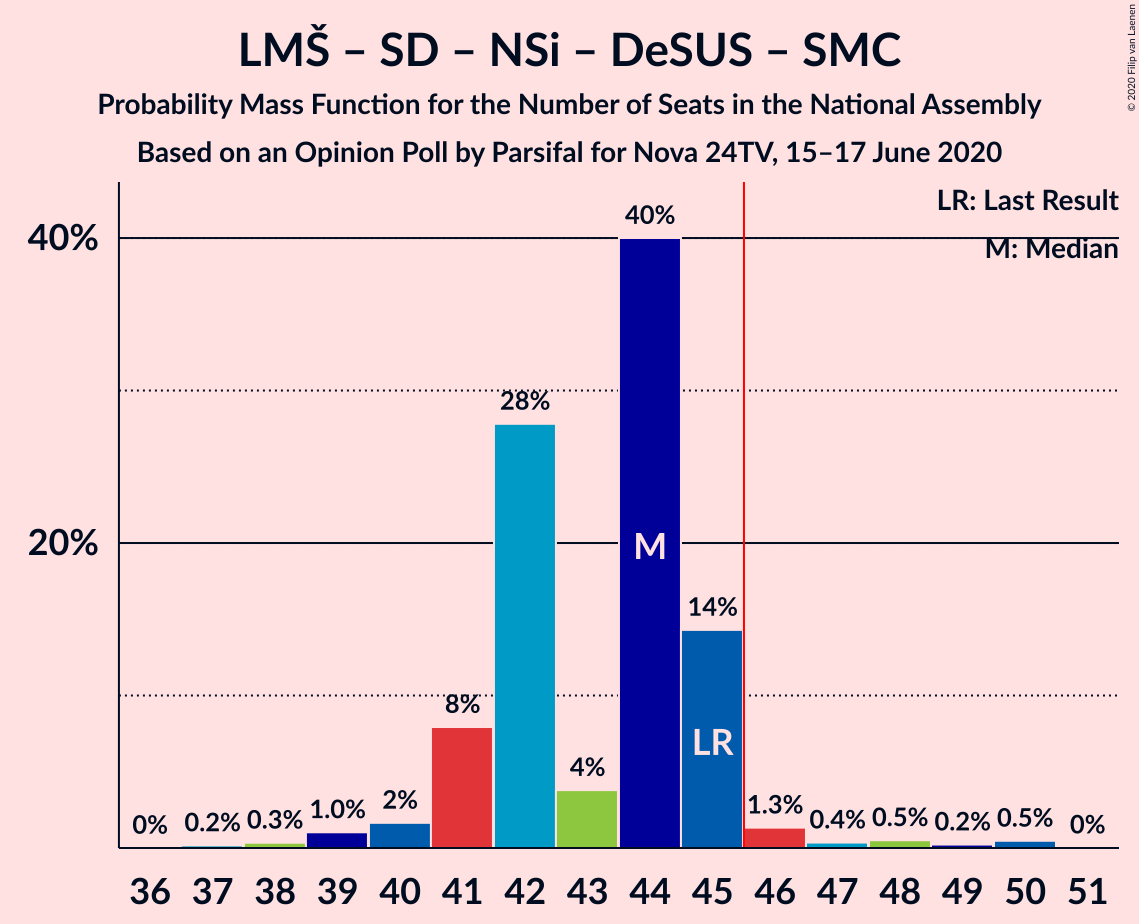 LMŠ – SD – NSi – DeSUS – SMC
Probability Mass Function for the Number of Seats in the National Assembly
Based on an Opinion Poll by Parsifal for Nova 24TV, 15–17 June 2020
© 2020 Filip van Laenen
LR: Last Result
M: Median
40%
20%
0%
0.2%
0.3%
1.0%
2%
8%
28%
4%
40%
14%
1.3%
0.4%
0.5%
0.2%
0.5%
0%
M
LR
36 37 38 39 40 41 42 43 44 45 46 47 48 49 50 51